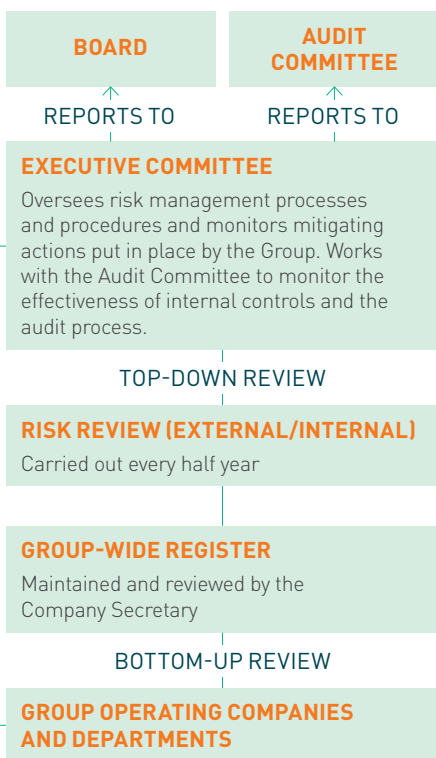 BOARD
AUDIT
COMMITTEE
REPORTS TO
REPORTS TO
EXECUTIVE COMMITTEE
Oversees risk management processes
and procedures and monitors mitigating
actions put in place by the Group. Works
with the Audit Committee to monitor the
effectiveness of internal controls and the
audit process.
TOP-DOWN REVIEW
RISK REVIEW (EXTERNAL/INTERNAL)
Carried out every half year
GROUP-WIDE REGISTER
Maintained and reviewed by the
Company Secretary
BOTTOM-UP REVIEW
GROUP OPERATING COMPANIES
AND DEPARTMENTS